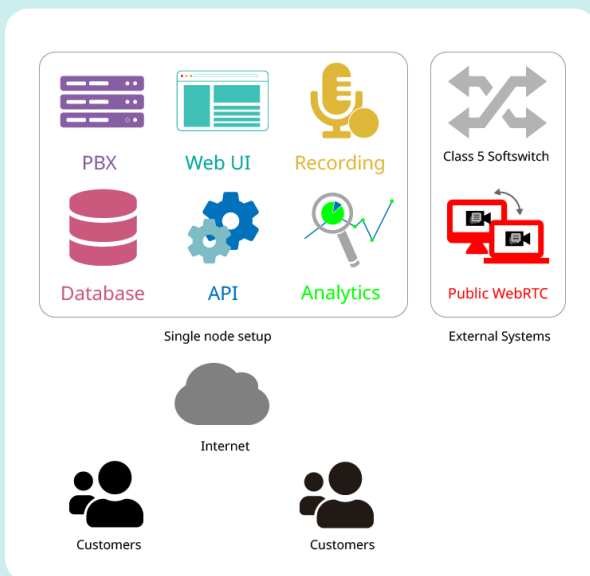 PBX
Web UI
Recording
Class 5 Softswitch
Database
API
Analytics
Public WebRTC
Single node setup
External Systems
Internet
Customers
Customers